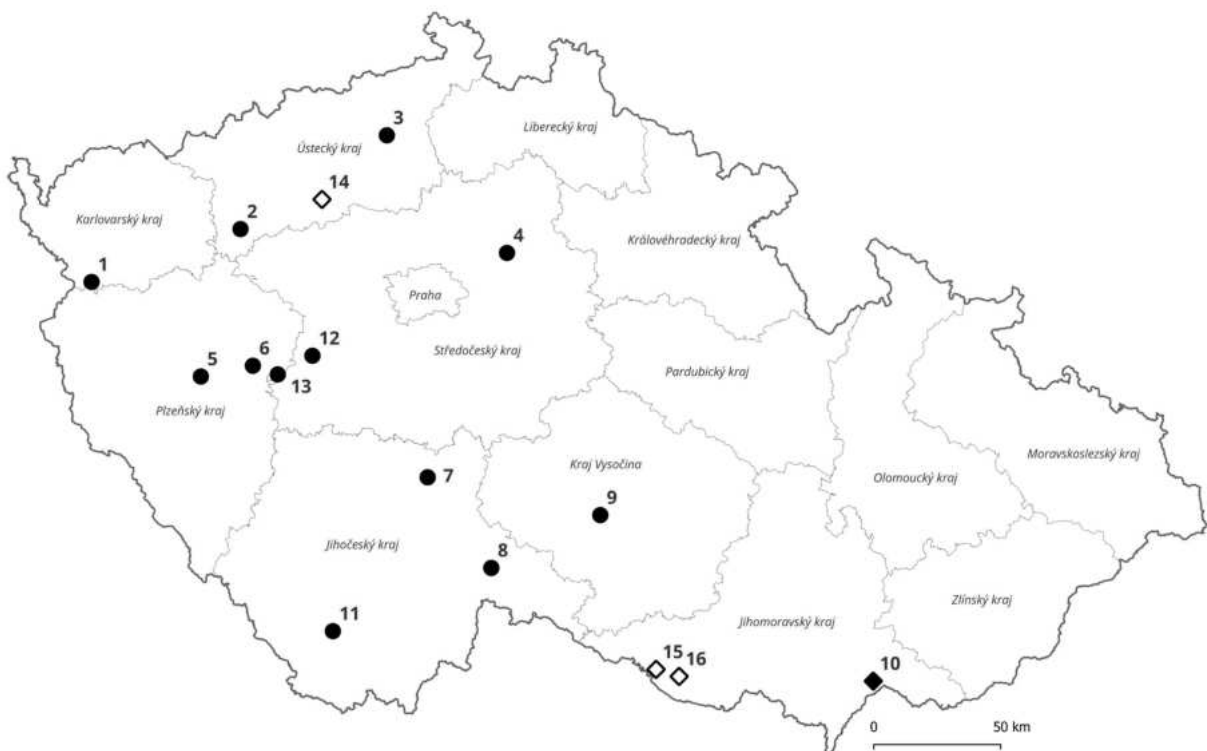 3
Liberecký kraj
Ústecký kraj
14
Karlovarský kraj
2
4
Královéhradecký kraj
1
Praha
12
Středočeský kraj
5
6
13
Pardubický kraj
Plzeňský kraj
Moravskoslezský kraj
Kraj Vysočina
7
Olomoucký kraj
9
Jihočeský kraj
8
Zlínský kraj
11
Jihomoravský kraj
15
16
10
0
50 km